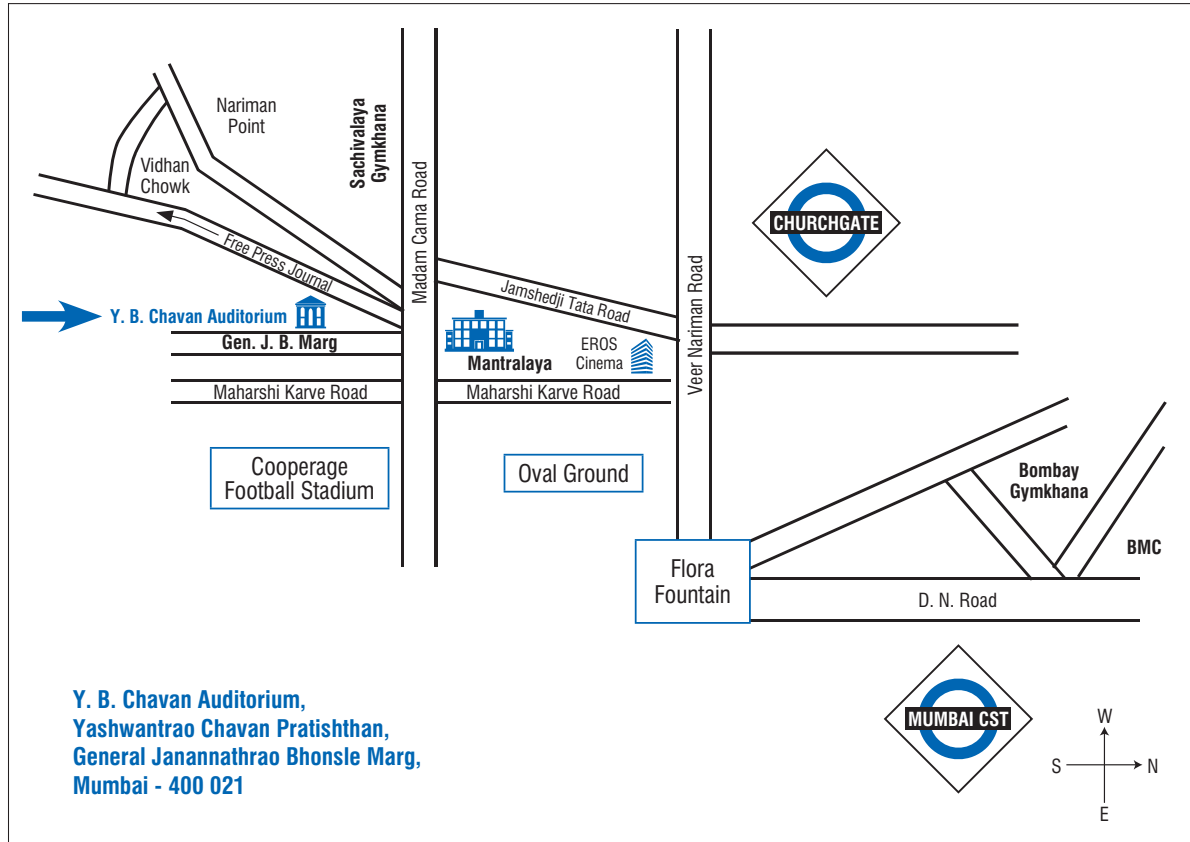 Nariman
Point
Sachivalaya
Gymkhana
Vidhan
Chowk
Madam Cama Road
CHURCHGATE
Free Press Journal
Jamshedji Tata Road
Veer Nariman Road
Y. B. Chavan Auditorium
Gen. J. B. Marg
EROS
Cinema
Mantralaya
Maharshi Karve Road
Maharshi Karve Road
Cooperage
Football Stadium
Oval Ground
Bombay
Gymkhana
BMC
Flora
Fountain
D. N. Road
Y. B. Chavan Auditorium,
Yashwantrao Chavan Pratishthan,
General Janannathrao Bhonsle Marg,
Mumbai - 400 021
MUMBAI CST
W
S
N
E